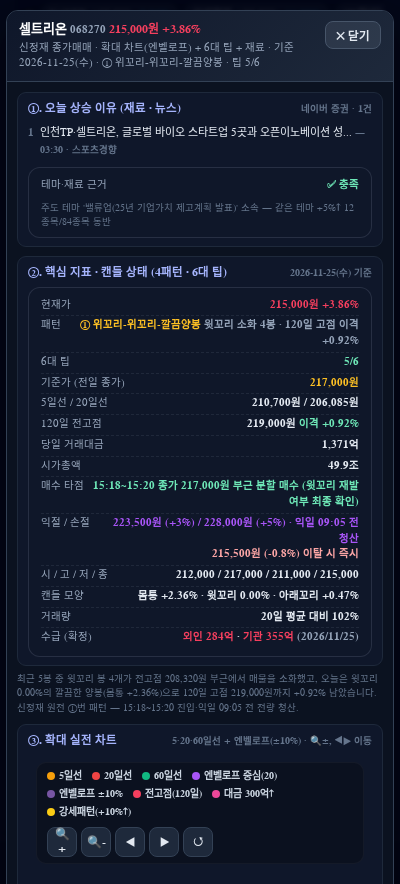 셀트리온 068270 215,000원 +3.86%
✕ 닫기
신정재 종가매매 · 확대 차트(엔벨로프) + 6대 팁 + 재료 · 기준
2026-11-25(수) · ① 위꼬리-위꼬리-깔끔양봉 · 팁 5/6
①. 오늘 상승 이유 (재료 · 뉴스)
네이버 증권 · 1건
1 인천TP·셀트리온, 글로벌 바이오 스타트업 5곳과 오픈이노베이션 성... —
03:30 · 스포츠경향
테마·재료 근거
✅ 충족
주도 테마 '밸류업(25년 기업가치 제고계획 발표)' 소속 — 같은 테마 +5%↑ 12
종목/84종목 동반
②. 핵심 지표 · 캔들 상태 (4패턴 · 6대 팁)
2026-11-25(수) 기준
현재가 215,000원 +3.86%
패턴 ① 위꼬리-위꼬리-깔끔양봉 윗꼬리 소화 4봉 · 120일 고점 이격
+0.92%
6대 팁 5/6
기준가 (전일 종가) 217,000원
5일선 / 20일선 210,700원 / 206,085원
120일 전고점 219,000원 이격 +0.92%
당일 거래대금 1,371억
시가총액 49.9조
매수 타점 15:18~15:20 종가 217,000원 부근 분할 매수 (윗꼬리 재발
여부 최종 확인)
익절 / 손절 223,500원 (+3%) / 228,000원 (+5%) · 익일 09:05 전
청산
215,500원 (-0.8%) 이탈 시 즉시
시 / 고 / 저 / 종 212,000 / 217,000 / 211,000 / 215,000
캔들 모양 몸통 +2.36% · 윗꼬리 0.00% · 아래꼬리 +0.47%
거래량 20일 평균 대비 102%
수급 (확정) 외인 284억 · 기관 355억 (2026/11/25)
최근 5봉 중 윗꼬리 봉 4개가 전고점 208,320원 부근에서 매물을 소화했고, 오늘은 윗꼬리
0.00%의 깔끔한 양봉(몸통 +2.36%)으로 120일 고점 219,000원까지 +0.92% 남았습니다.
신정재 원전 ①번 패턴 — 15:18~15:20 진입·익일 09:05 전 전량 청산.
③. 확대 실전 차트
5·20·60일선 + 엔벨로프(±10%) · 🔍±, ◀▶ 이동
5일선
20일선
60일선
엔벨로프 중심(20)
엔벨로프 ±10%
전고점(120일)
대금 300억↑
강세패턴(+10%↑)
🔍+
🔍-
◀
▶
↺